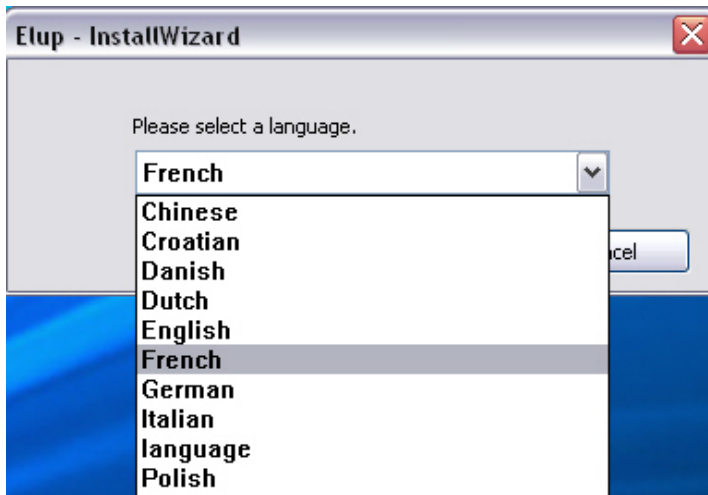 Elup - InstallWizard
Please select a language.
French
Chinese
Croatian
Danish
Dutch
English
French
German
Italian
language
Polish